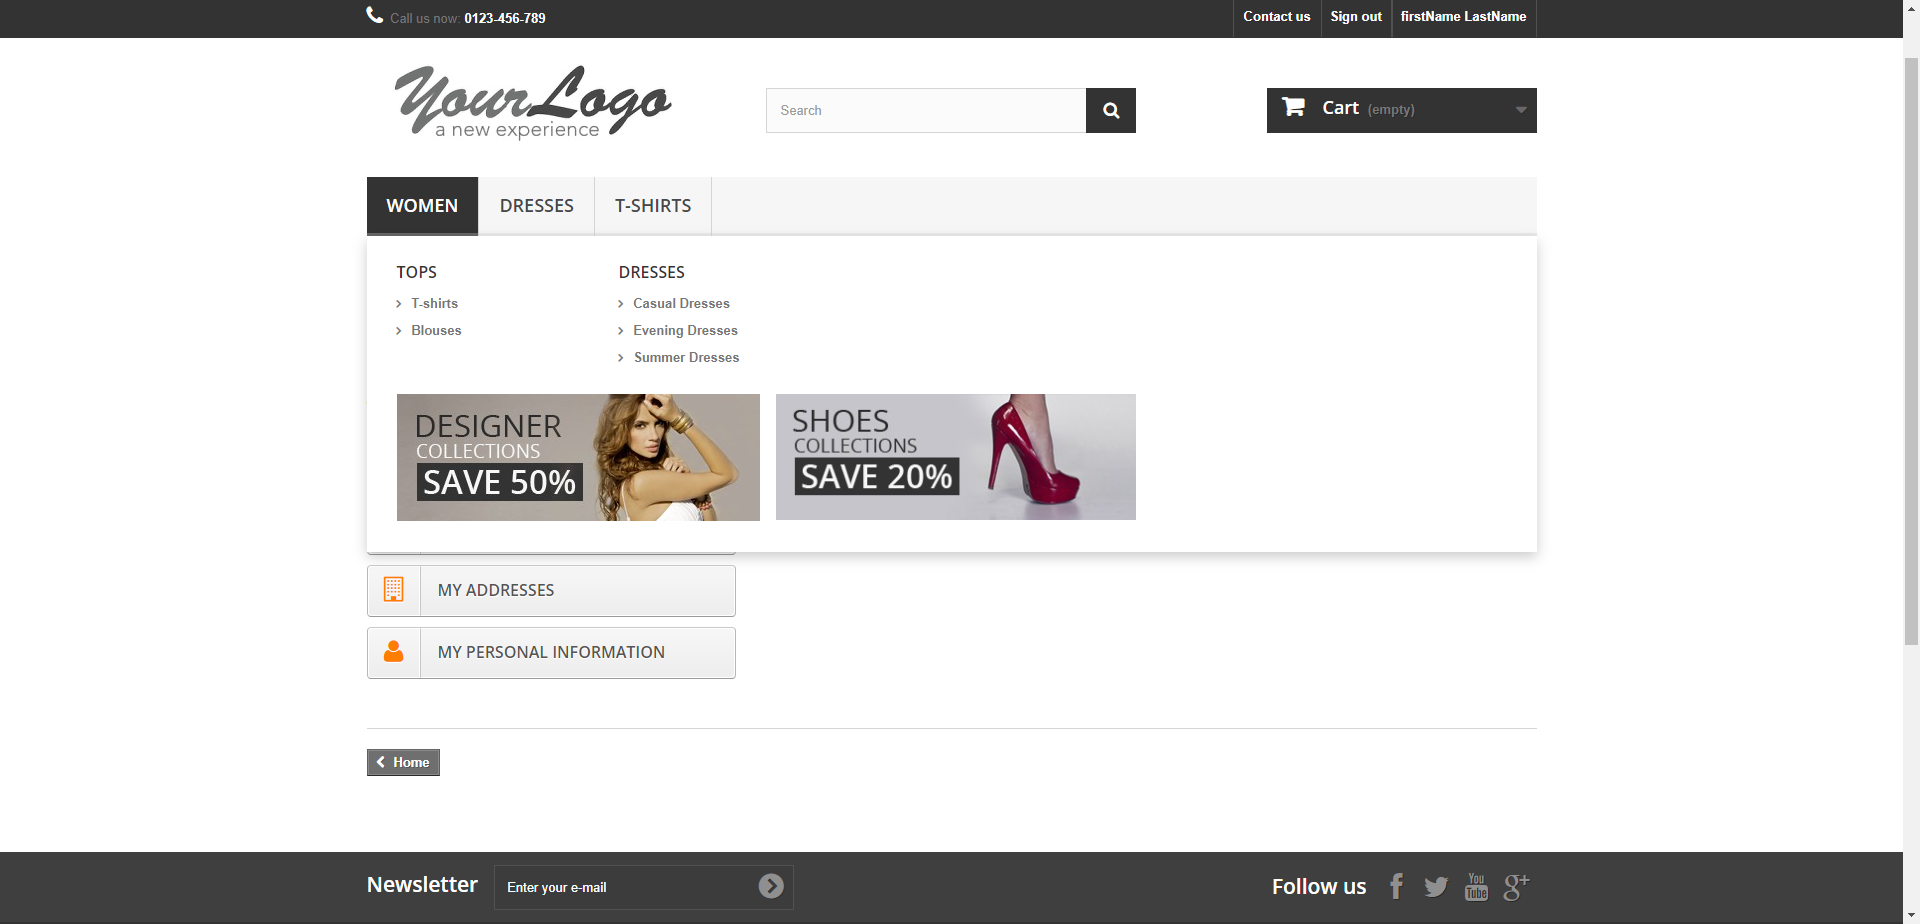 Call us now: 0123-456-789
Contact us
Sign out
firstName LastName
YourLogo
a new experience
Search
Cart (empty)
WOMEN
DRESSES
T-SHIRTS
TOPS
T-shirts
Blouses
DRESSES
Casual Dresses
Evening Dresses
Summer Dresses
DESIGNER
COLLECTIONS
SAVE 50%
SHOES
COLLECTIONS
SAVE 20%
MY ADDRESSES
MY PERSONAL INFORMATION
Home
Newsletter
Enter your e-mail
Follow us
You
Tube
g+